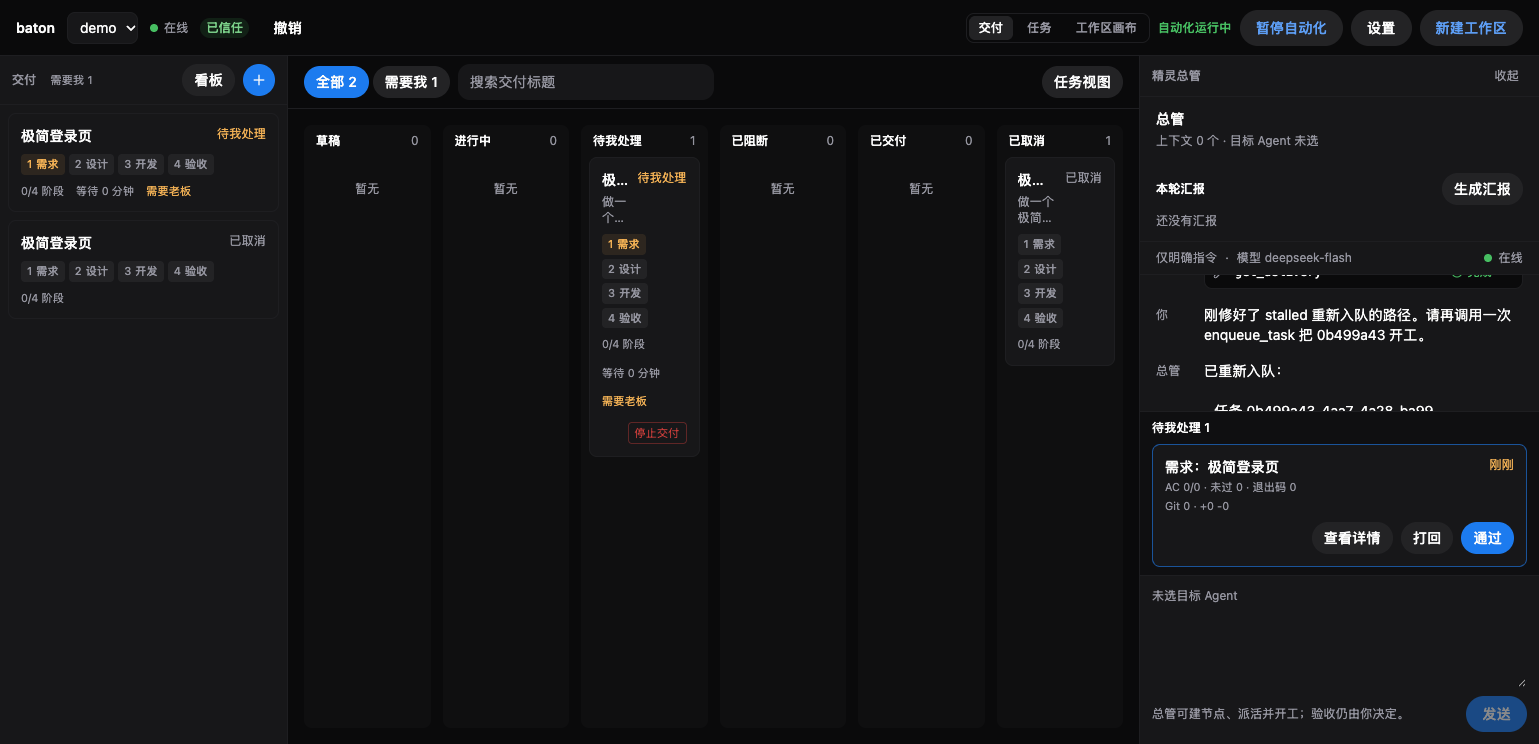 baton demo 在线 已信任 撤销
交付 任务 工作区画布 自动化运行中 暂停自动化 设置 新建工作区
交付 需要我 1 看板 +
极简登录页 待我处理
1 需求 2 设计 3 开发 4 验收
0/4 阶段 等待 0 分钟 需要老板
极简登录页 已取消
1 需求 2 设计 3 开发 4 验收
0/4 阶段
全部 2 需要我 1 搜索交付标题 任务视图
草稿 0
暂无
进行中 0
暂无
待我处理 1
极... 待我处理
做一
个...
1 需求
2 设计
3 开发
4 验收
0/4 阶段
等待 0 分钟
需要老板
停止交付
已阻断 0
暂无
已交付 0
暂无
已取消 1
极... 已取消
做一个
极简...
1 需求
2 设计
3 开发
4 验收
0/4 阶段
精灵总管 收起
总管
上下文 0 个 · 目标 Agent 未选
本轮汇报 生成汇报
还没有汇报
仅明确指令 · 模型 deepseek-flash 在线
你 刚修好了 stalled 重新入队的路径。请再调用一次
enqueue_task 把 0b499a43 开工。
总管 已重新入队：
任务 0b499a43-4aa7-4a28-ba99
待我处理 1
需求：极简登录页 刚刚
AC 0/0 · 未过 0 · 退出码 0
Git 0 · +0 -0
查看详情 打回 通过
未选目标 Agent
总管可建节点、派活并开工；验收仍由你决定。 发送